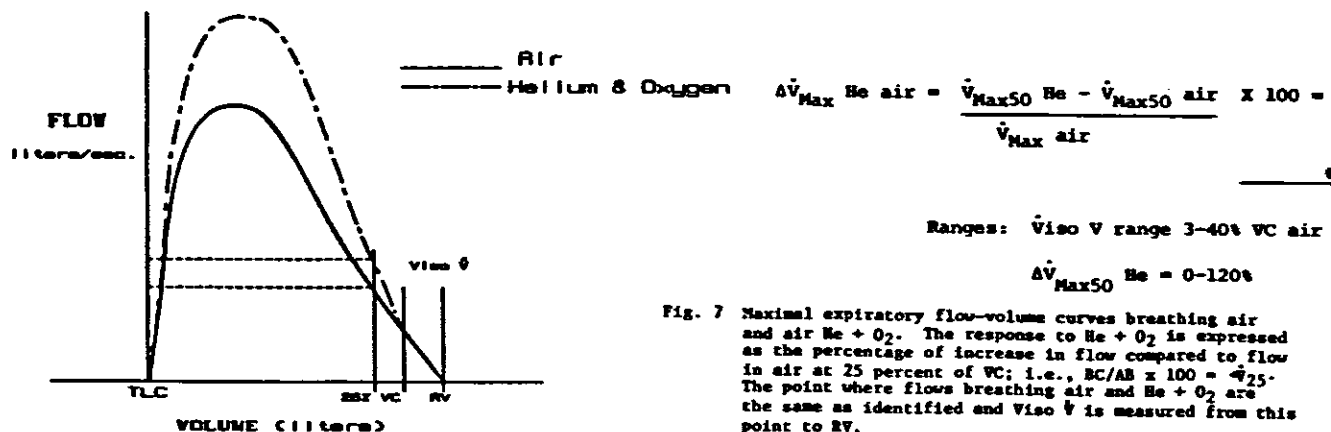 Air
Helium & Oxygen
FLOW
liters/sec.
Viso V̇
TLC
25% VC
RV
VOLUME (liters)
ΔV̇Max He air = V̇Max50 He - V̇Max50 air X 100 =
V̇Max air
Ranges: V̇iso V range 3-40% VC air
ΔV̇Max50 He = 0-120%
Fig. 7 Maximal expiratory flow-volume curves breathing air
and air He + O2. The response to He + O2 is expressed
as the percentage of increase in flow compared to flow
in air at 25 percent of VC; i.e., BC/AB x 100 = V̇25.
The point where flows breathing air and He + O2 are
the same as identified and Viso V̇ is measured from this
point to RV.